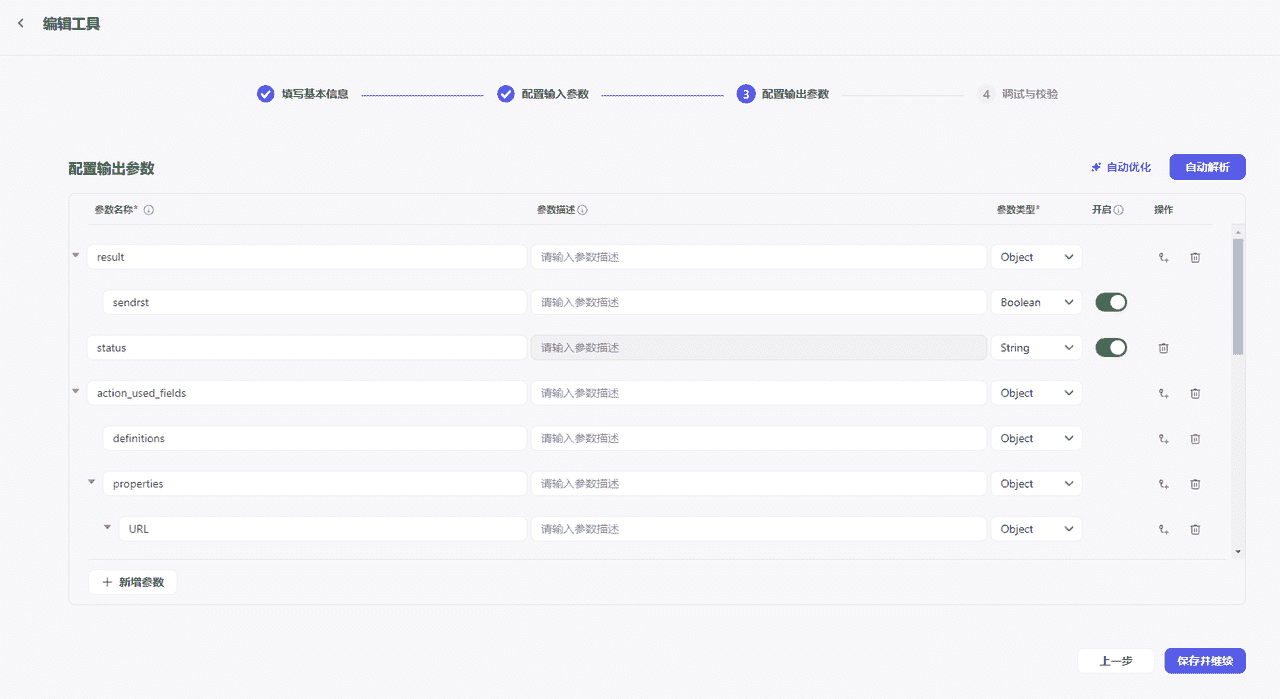 编辑工具
填写基本信息 配置输入参数 3 配置输出参数 4 调试与校验
配置输出参数 自动优化 自动解析
参数名称* 参数描述 参数类型* 开启 操作
result 请输入参数描述 Object
sendrst 请输入参数描述 Boolean
status 请输入参数描述 String
action_used_fields 请输入参数描述 Object
definitions 请输入参数描述 Object
properties 请输入参数描述 Object
URL 请输入参数描述 Object
+ 新增参数
上一步 保存并继续